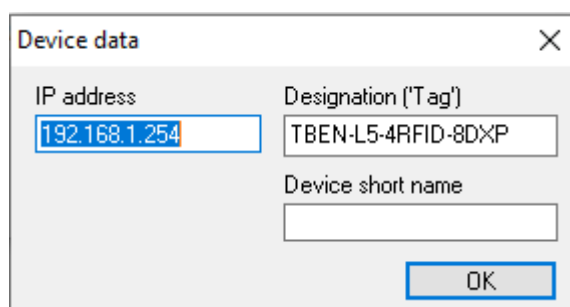 Device data
IP address
192.168.1.254
Designation ('Tag')
TBEN-L5-4RFID-8DXP
Device short name
OK